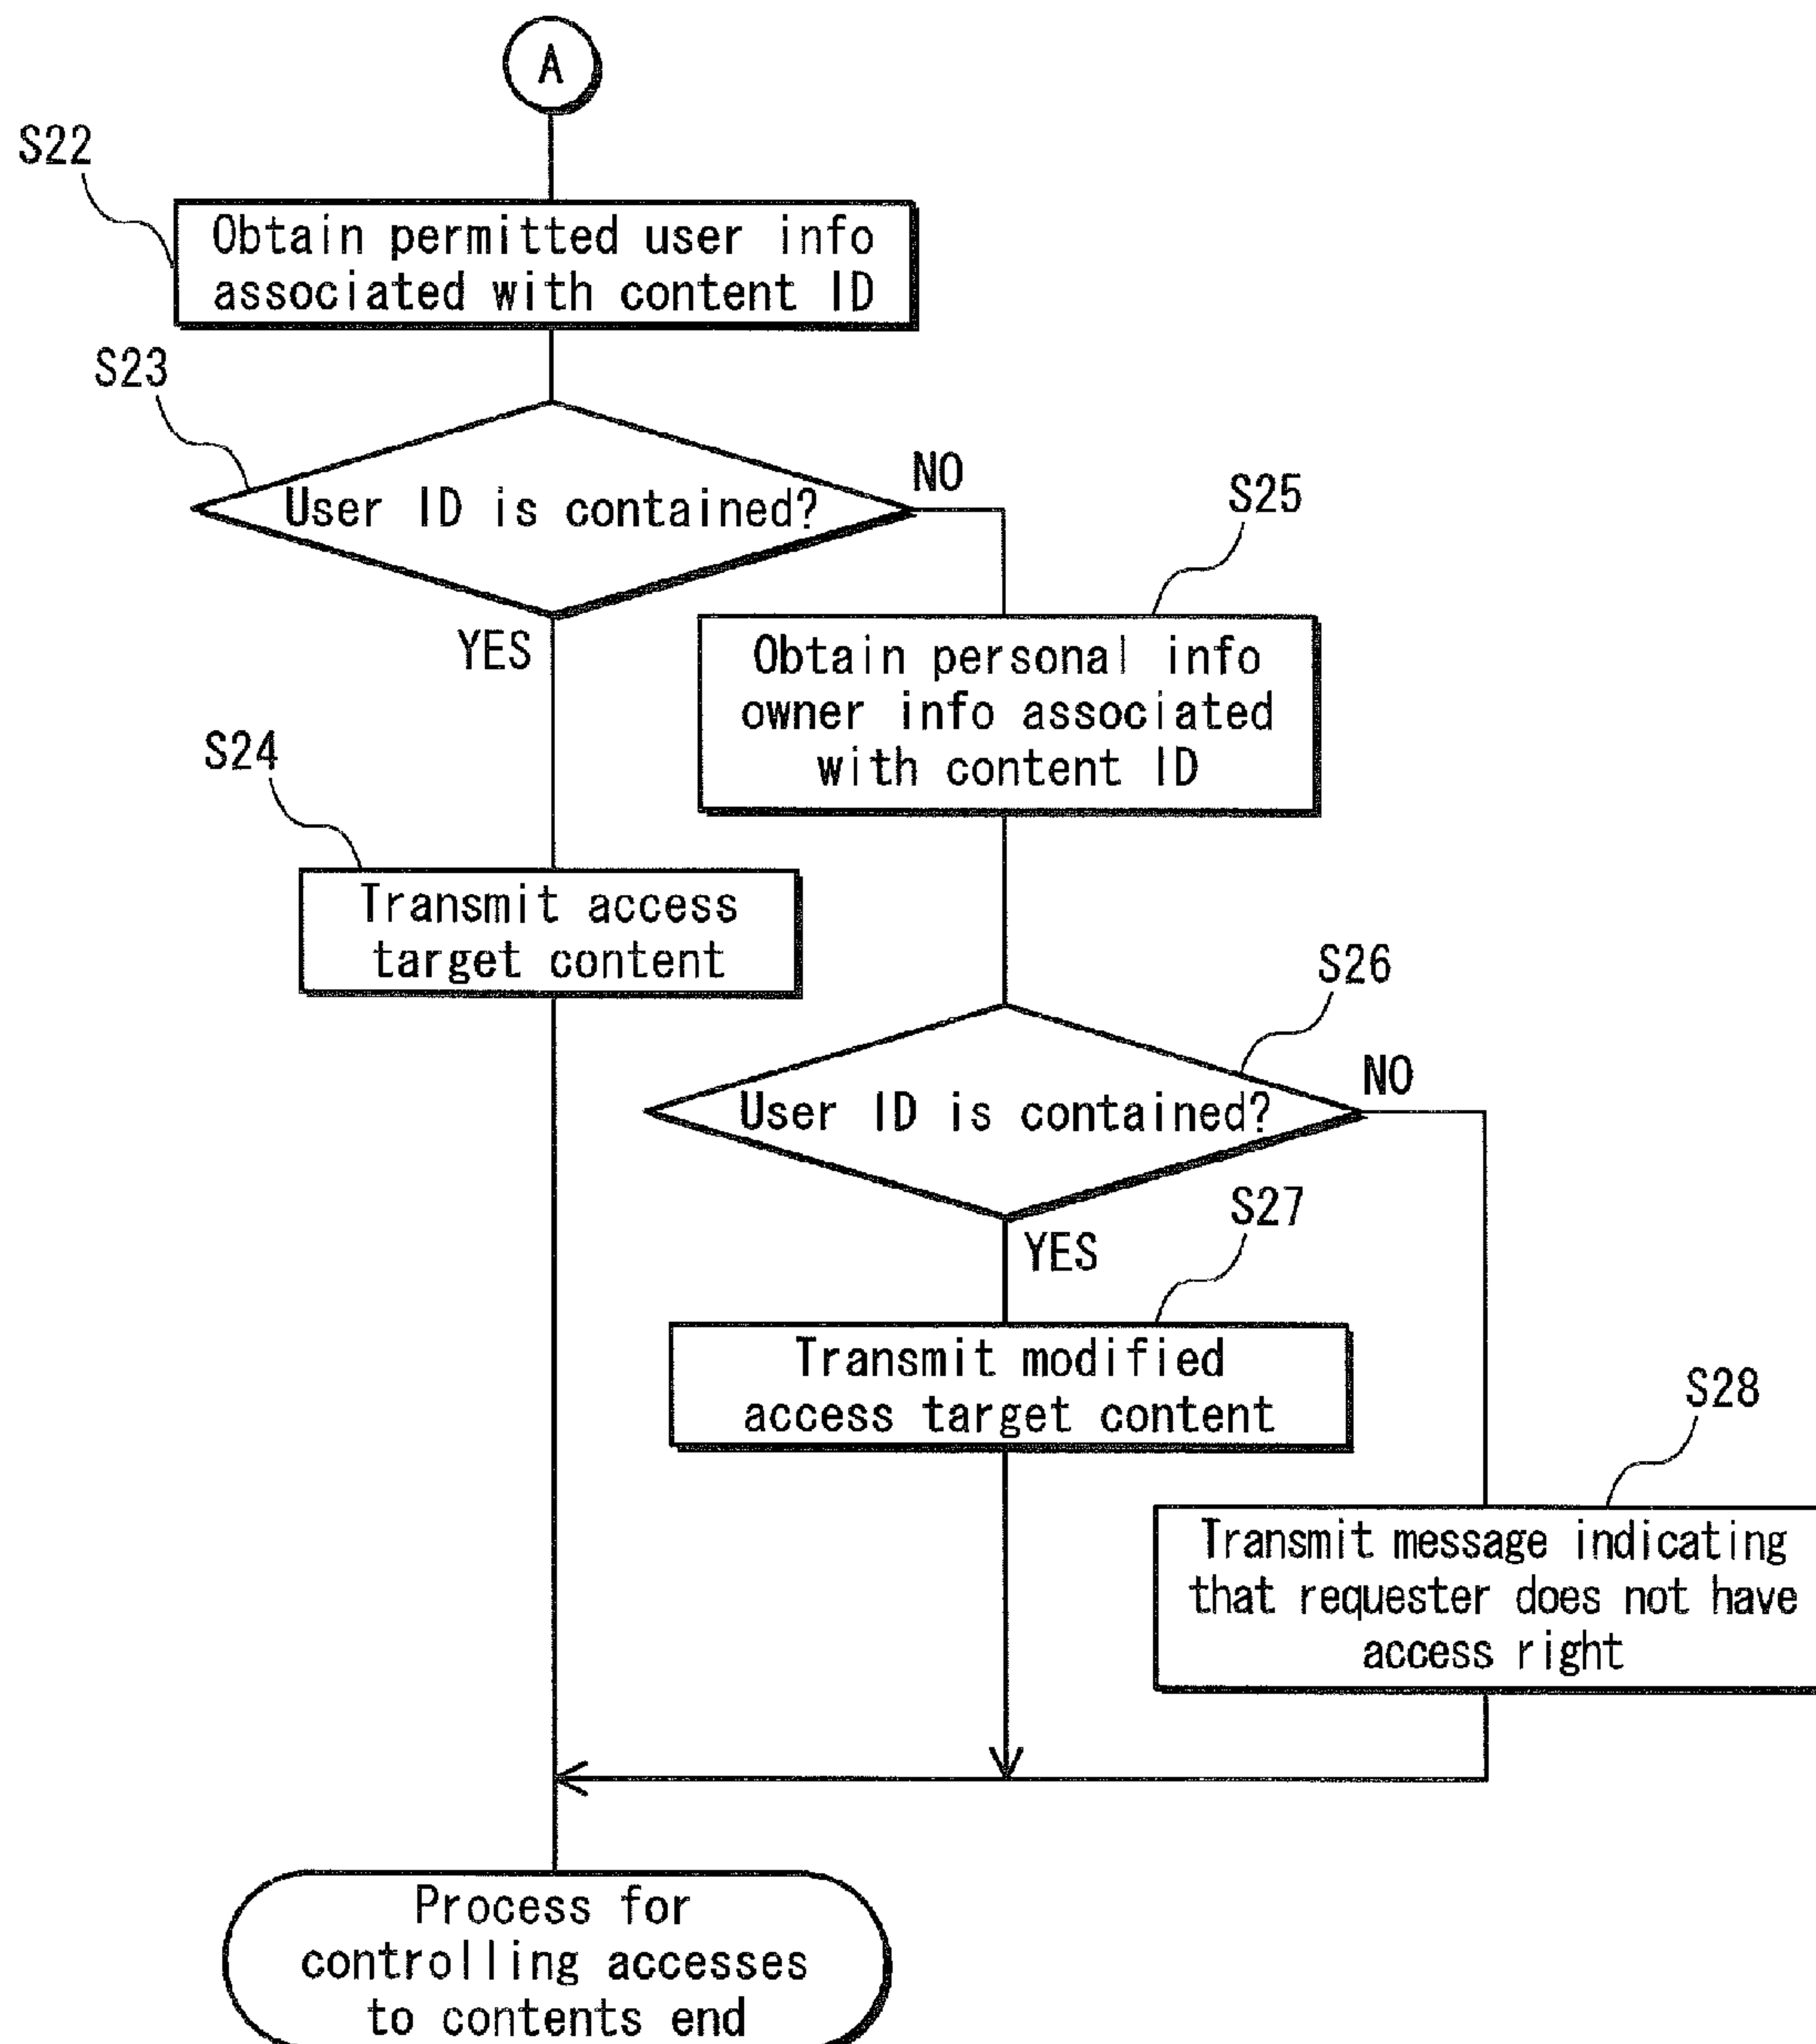 A
S22
Obtain permitted user info
associated with content ID
S23
User ID is contained?
NO
YES
S25
Obtain personal info
owner info associated
with content ID
S24
Transmit access
target content
S26
User ID is contained?
NO
YES
S27
Transmit modified
access target content
S28
Transmit message indicating
that requester does not have
access right
Process for
controlling accesses
to contents end